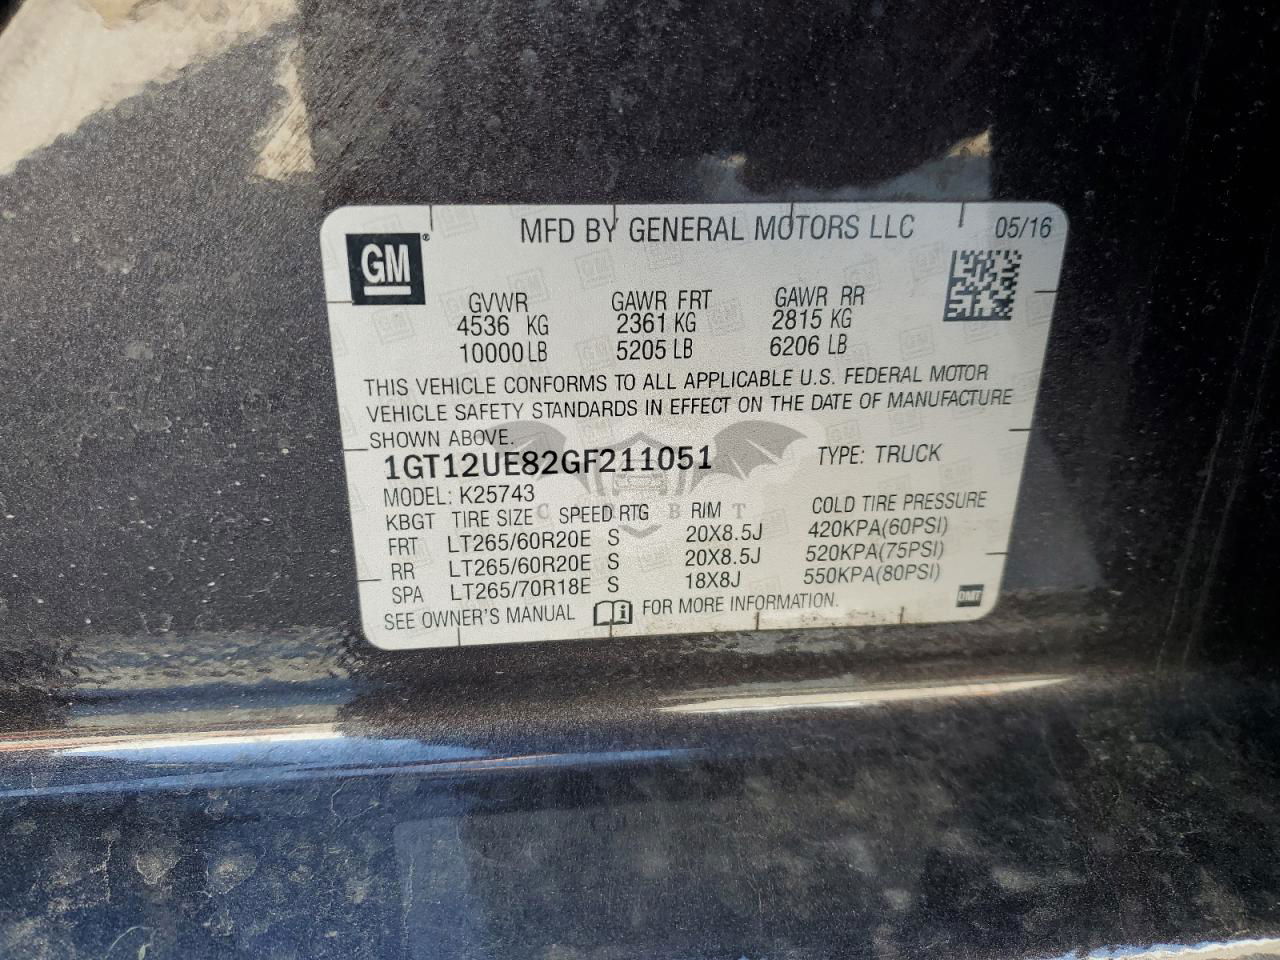 MFD BY GENERAL MOTORS LLC 05/16
GM
GVWR GAWR FRT GAWR RR
4536 KG 2361 KG 2815 KG
10000 LB 5205 LB 6206 LB
THIS VEHICLE CONFORMS TO ALL APPLICABLE U.S. FEDERAL MOTOR
VEHICLE SAFETY STANDARDS IN EFFECT ON THE DATE OF MANUFACTURE
SHOWN ABOVE.
1GT12UE82GF211051 TYPE: TRUCK
MODEL: K25743
KBGT TIRE SIZE SPEED RTG RIM COLD TIRE PRESSURE
FRT LT265/60R20E S 20X8.5J 420KPA(60PSI)
RR LT265/60R20E S 20X8.5J 520KPA(75PSI)
SPA LT265/70R18E S 18X8J 550KPA(80PSI)
SEE OWNER'S MANUAL FOR MORE INFORMATION.
DMT